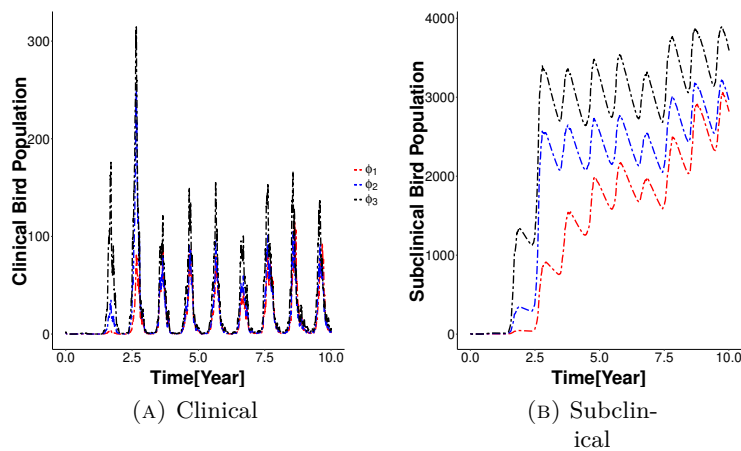 Clinical Bird Population
300
200
100
0
0.0 2.5 5.0 7.5 10.0
Time[Year]
ϕ1
ϕ2
ϕ3
(A) Clinical
Subclinical Bird Population
4000
3000
2000
1000
0
0.0 2.5 5.0 7.5 10.0
Time[Year]
(B) Subclin-
ical